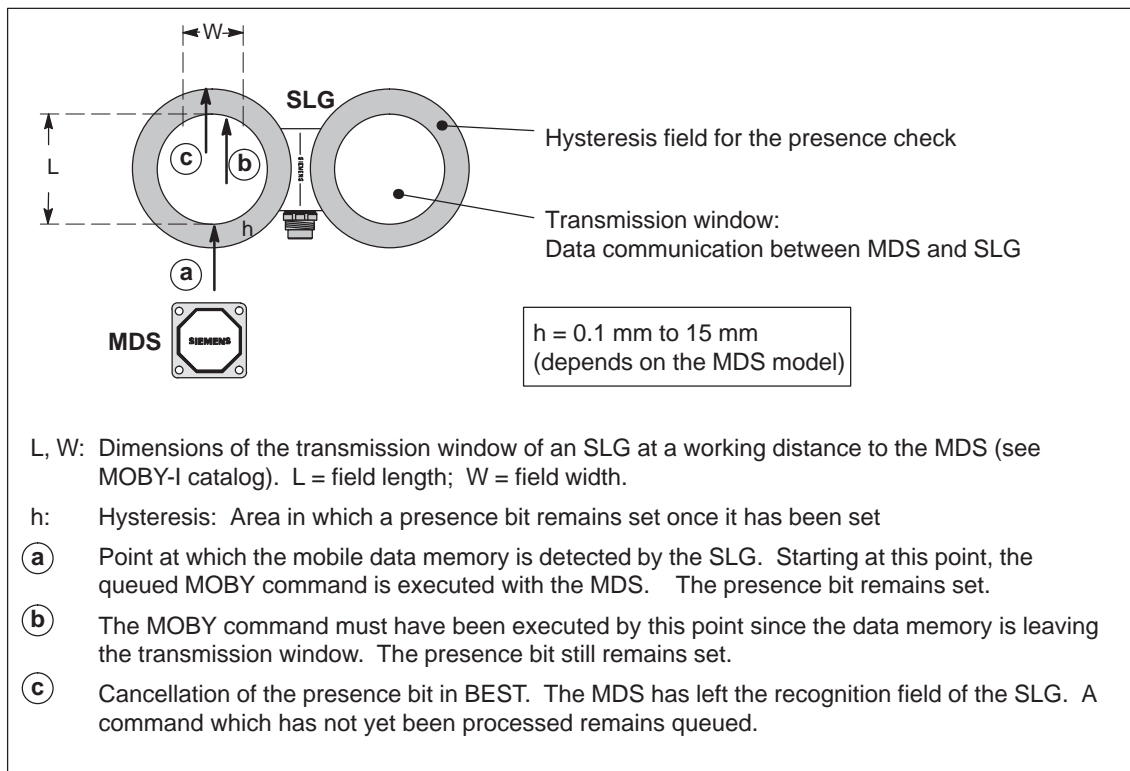 W
SLG
L
c
b
h
a
Hysteresis field for the presence check
Transmission window:
Data communication between MDS and SLG
SIEMENS
MDS
SIEMENS
h = 0.1 mm to 15 mm
(depends on the MDS model)
L, W: Dimensions of the transmission window of an SLG at a working distance to the MDS (see
MOBY-I catalog). L = field length; W = field width.
h: Hysteresis: Area in which a presence bit remains set once it has been set
a Point at which the mobile data memory is detected by the SLG. Starting at this point, the
queued MOBY command is executed with the MDS. The presence bit remains set.
b The MOBY command must have been executed by this point since the data memory is leaving
the transmission window. The presence bit still remains set.
c Cancellation of the presence bit in BEST. The MDS has left the recognition field of the SLG. A
command which has not yet been processed remains queued.